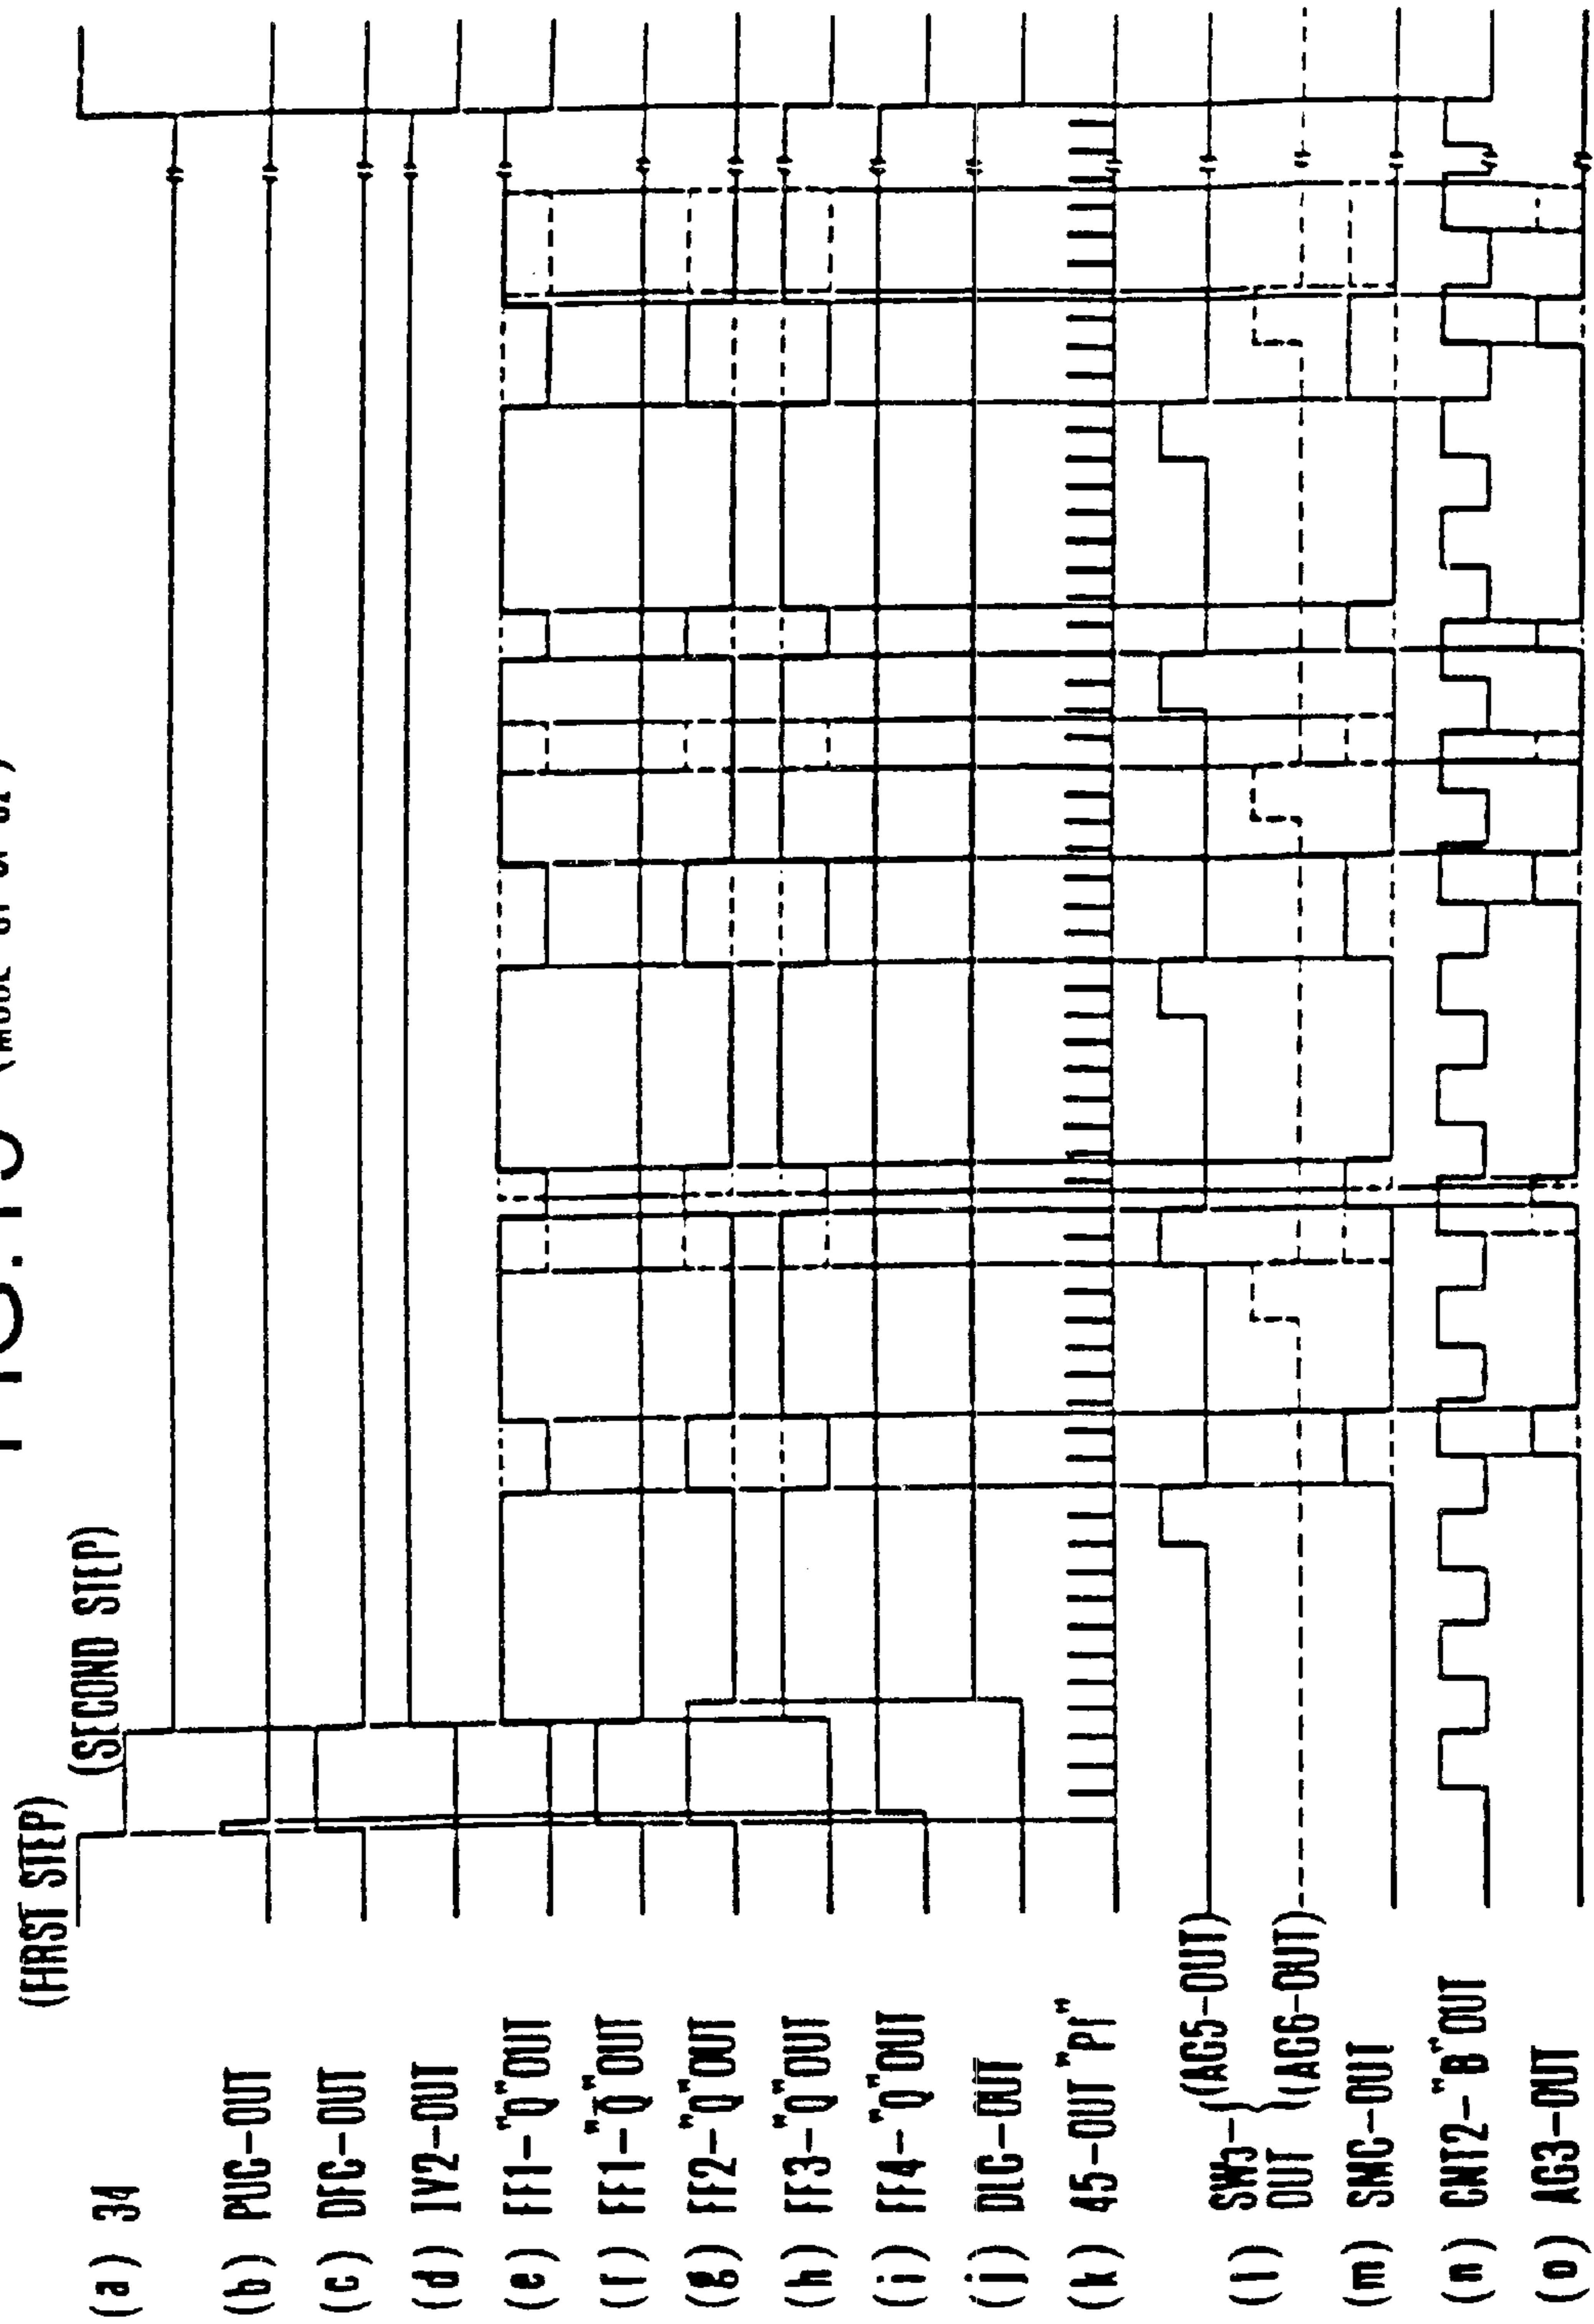 (FIRST STEP)
(SECOND STEP)
(a) 34
(b) PUC-OUT
(c) DFC-OUT
(d) IV2-OUT
(e) FF1-"Q"OUT
(f) FF1-"Q̄"OUT
(g) FF2-"Q"OUT
(h) FF3-"Q"OUT
(i) FF4-"Q"OUT
(j) DLC-OUT
(k) 45-OUT "PI"
(l) SW3-OUT { (AG5-OUT)
(AG6-OUT)
(m) SMC-OUT
(n) CNT2-"B"OUT
(o) AG3-OUT